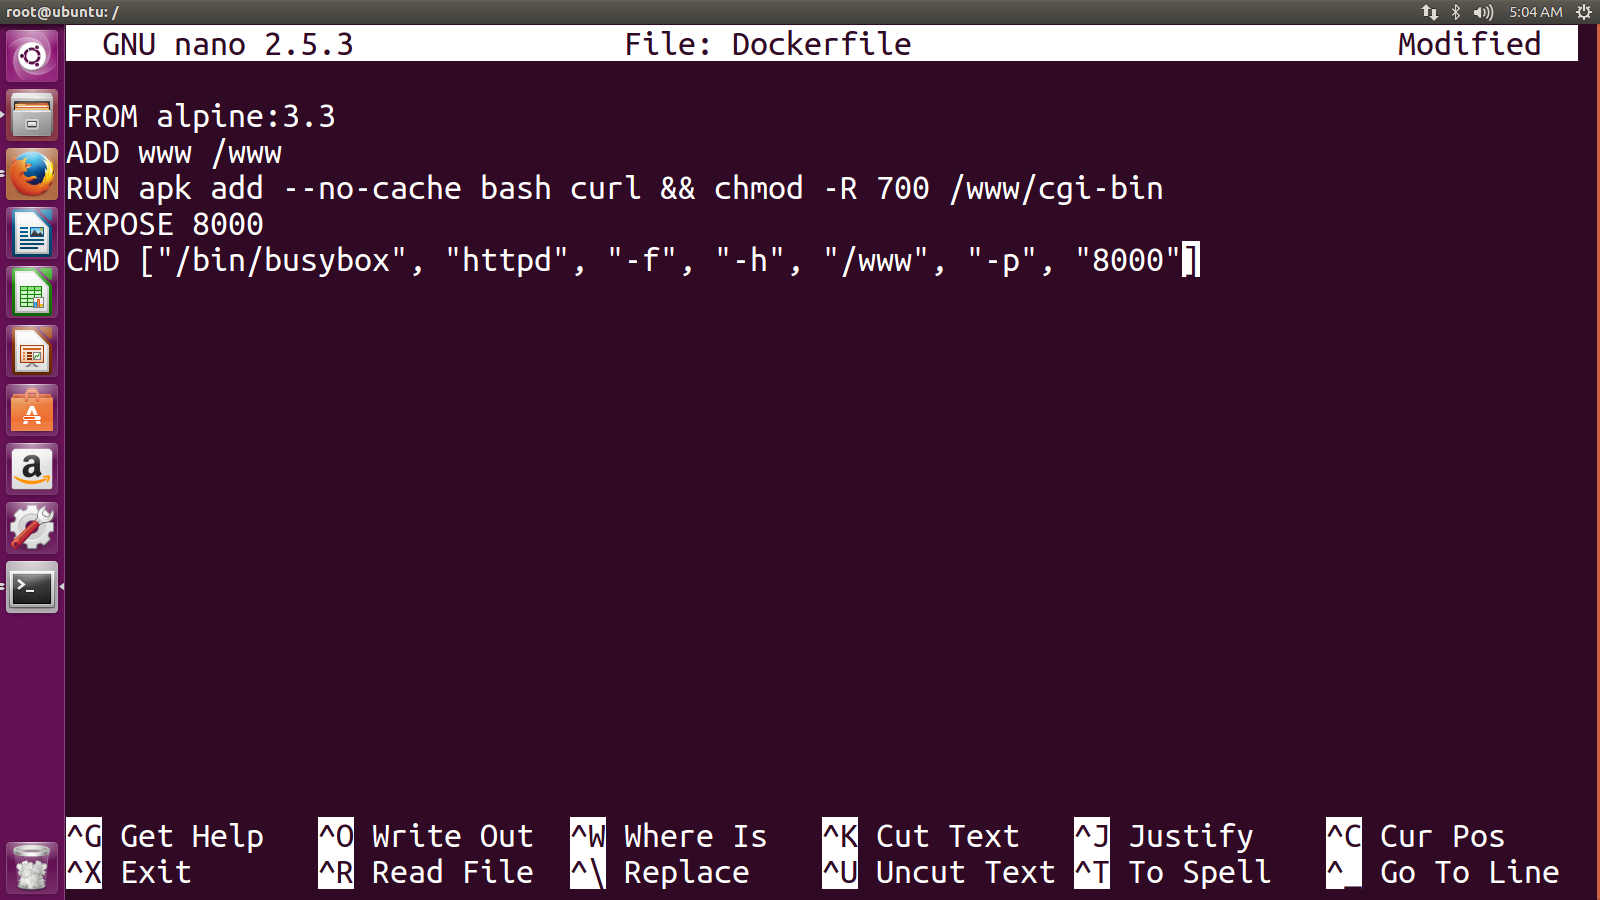 root@ubuntu: /
5:04 AM
GNU nano 2.5.3 File: Dockerfile Modified
FROM alpine:3.3
ADD www /www
RUN apk add --no-cache bash curl && chmod -R 700 /www/cgi-bin
EXPOSE 8000
CMD ["/bin/busybox", "httpd", "-f", "-h", "/www", "-p", "8000"]
^G Get Help ^O Write Out ^W Where Is ^K Cut Text ^J Justify ^C Cur Pos
^X Exit ^R Read File ^\ Replace ^U Uncut Text ^T To Spell ^_ Go To Line